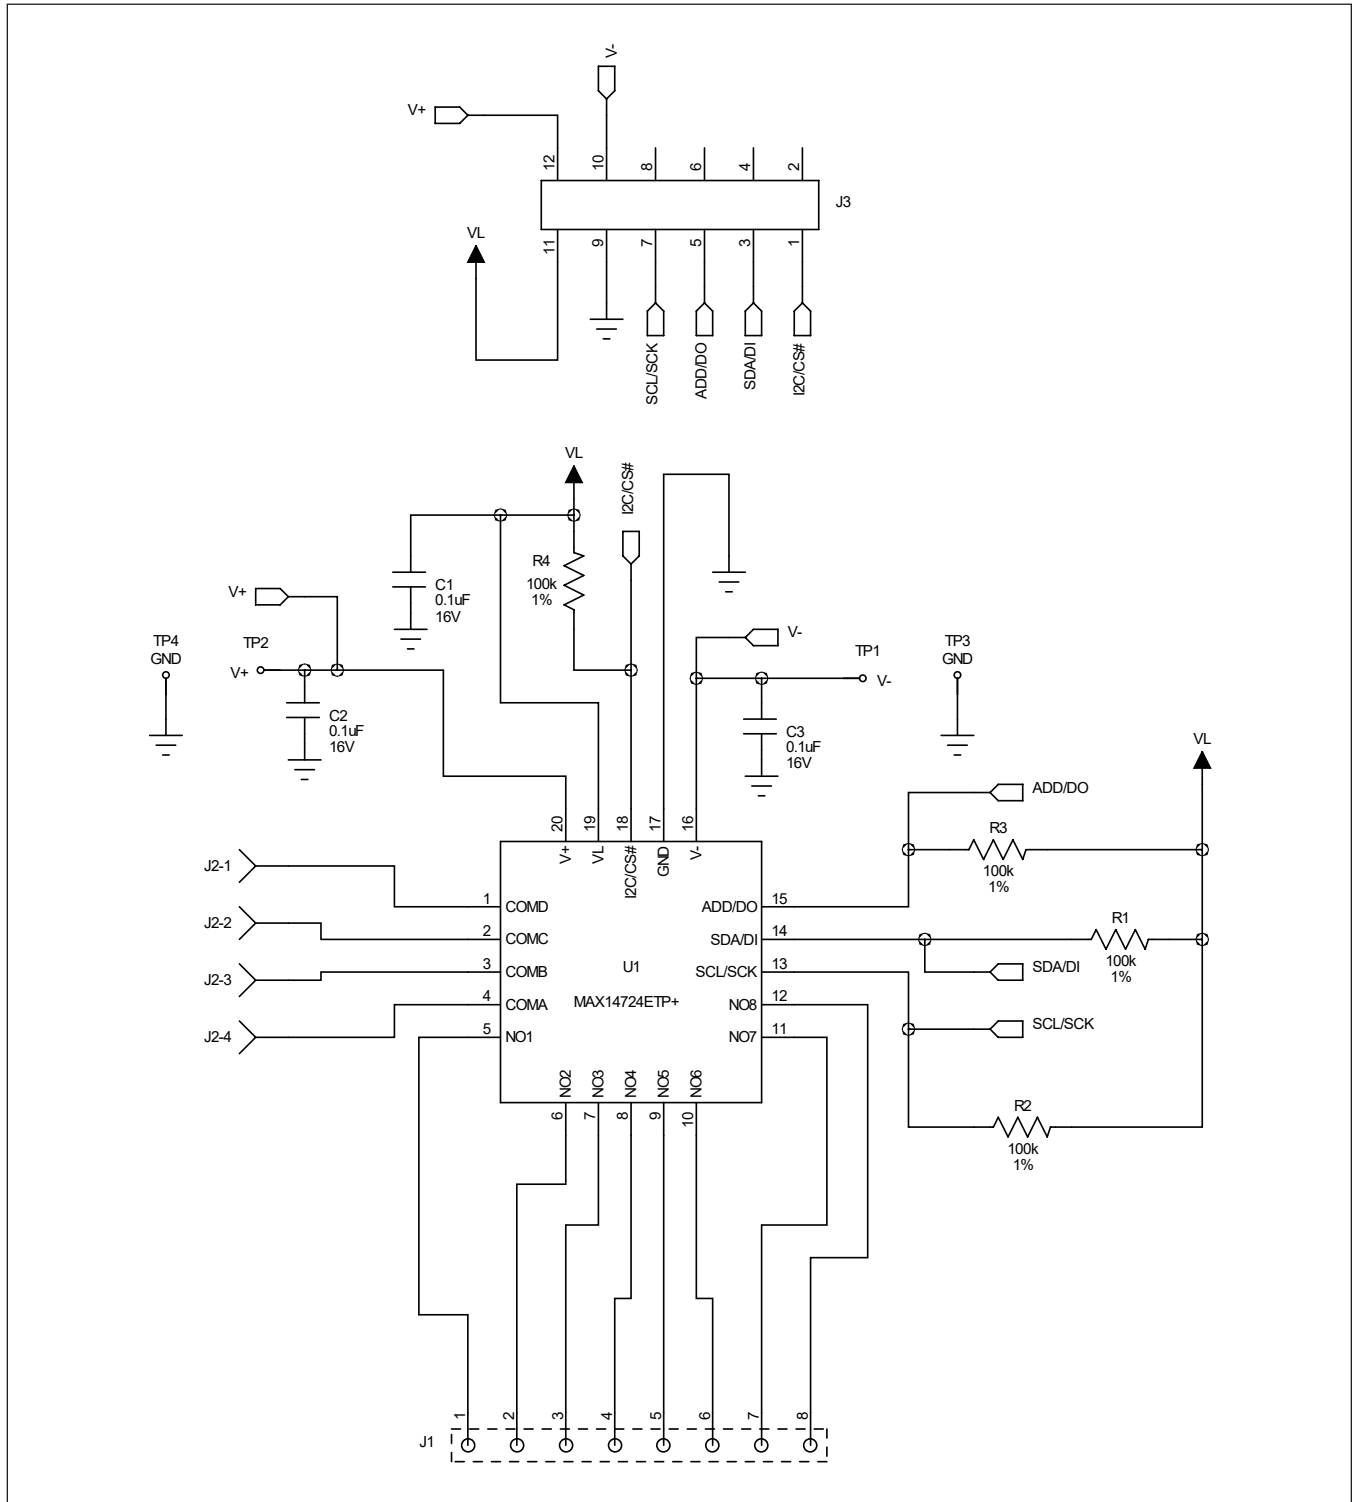 V-
V+
12
10
8
6
4
2
J3
VL
11
9
7
5
3
1
SCL/SCK
ADD/DO
SDA/DI
I2C/CS#
VL
I2C/CS#
R4
100k
1%
C1
0.1uF
16V
V+
V-
TP4
GND
TP2
V+
TP1
V-
TP3
GND
C2
0.1uF
16V
C3
0.1uF
16V
VL
ADD/DO
R3
100k
1%
20
19
18
17
16
V+
VL
I2C/CS#
GND
V-
J2-1
J2-2
J2-3
J2-4
1
2
3
4
5
COMD
COMC
COMB
COMA
NO1
U1
MAX14724ETP+
ADD/DO
SDA/DI
SCL/SCK
NO8
NO7
15
14
13
12
11
R1
100k
1%
SDA/DI
SCL/SCK
R2
100k
1%
NO2
NO3
NO4
NO5
NO6
6
7
8
9
10
1
2
3
4
5
6
7
8
J1